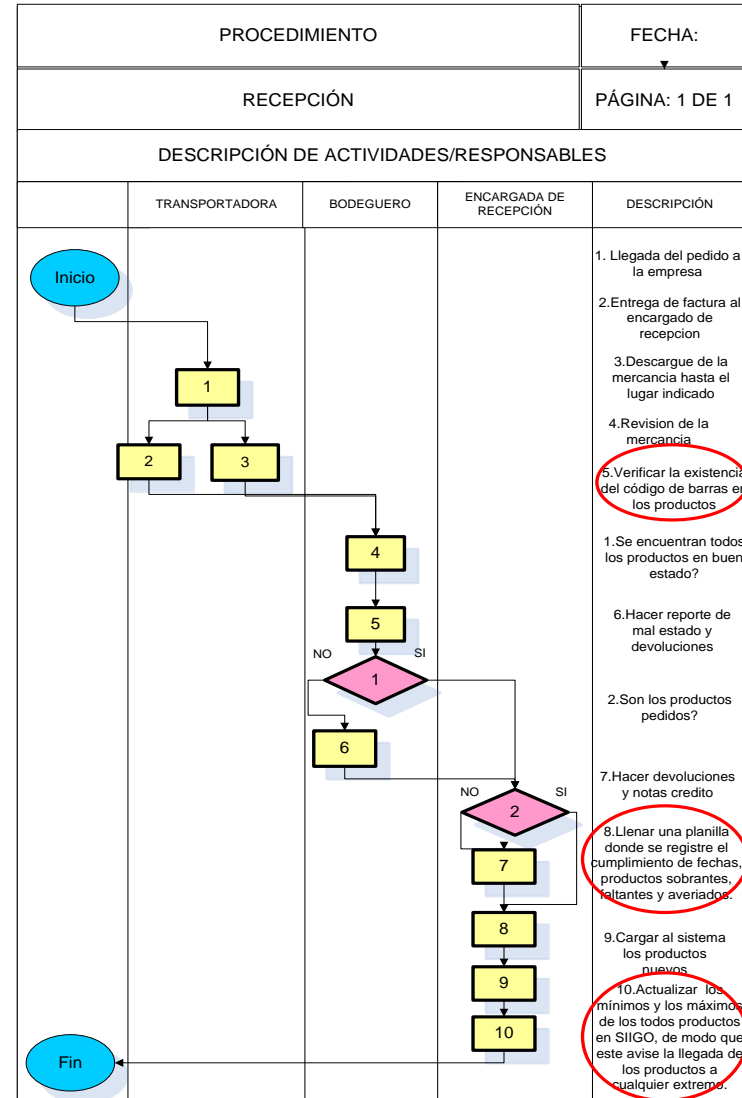 PROCEDIMIENTO
FECHA:
RECEPCIÓN
PÁGINA: 1 DE 1
DESCRIPCIÓN DE ACTIVIDADES/RESPONSABLES
TRANSPORTADORA
BODEGUERO
ENCARGADA DE
RECEPCIÓN
DESCRIPCIÓN
Inicio
1
2
3
4
5
NO
SI
1
6
NO
SI
2
7
8
9
10
Fin
1. Llegada del pedido a
la empresa
2.Entrega de factura al
encargado de
recepcion
3.Descargue de la
mercancia hasta el
lugar indicado
4.Revision de la
mercancia
5.Verificar la existencia
del código de barras en
los productos
1.Se encuentran todos
los productos en buen
estado?
6.Hacer reporte de
mal estado y
devoluciones
2.Son los productos
pedidos?
7.Hacer devoluciones
y notas credito
8.Llenar una planilla
donde se registre el
cumplimiento de fechas,
productos sobrantes,
faltantes y averiados.
9.Cargar al sistema
los productos
nuevos
10.Actualizar los
mínimos y los máximos
de los todos productos
en SIIGO, de modo que
este avise la llegada de
los productos a
cualquier extremo.